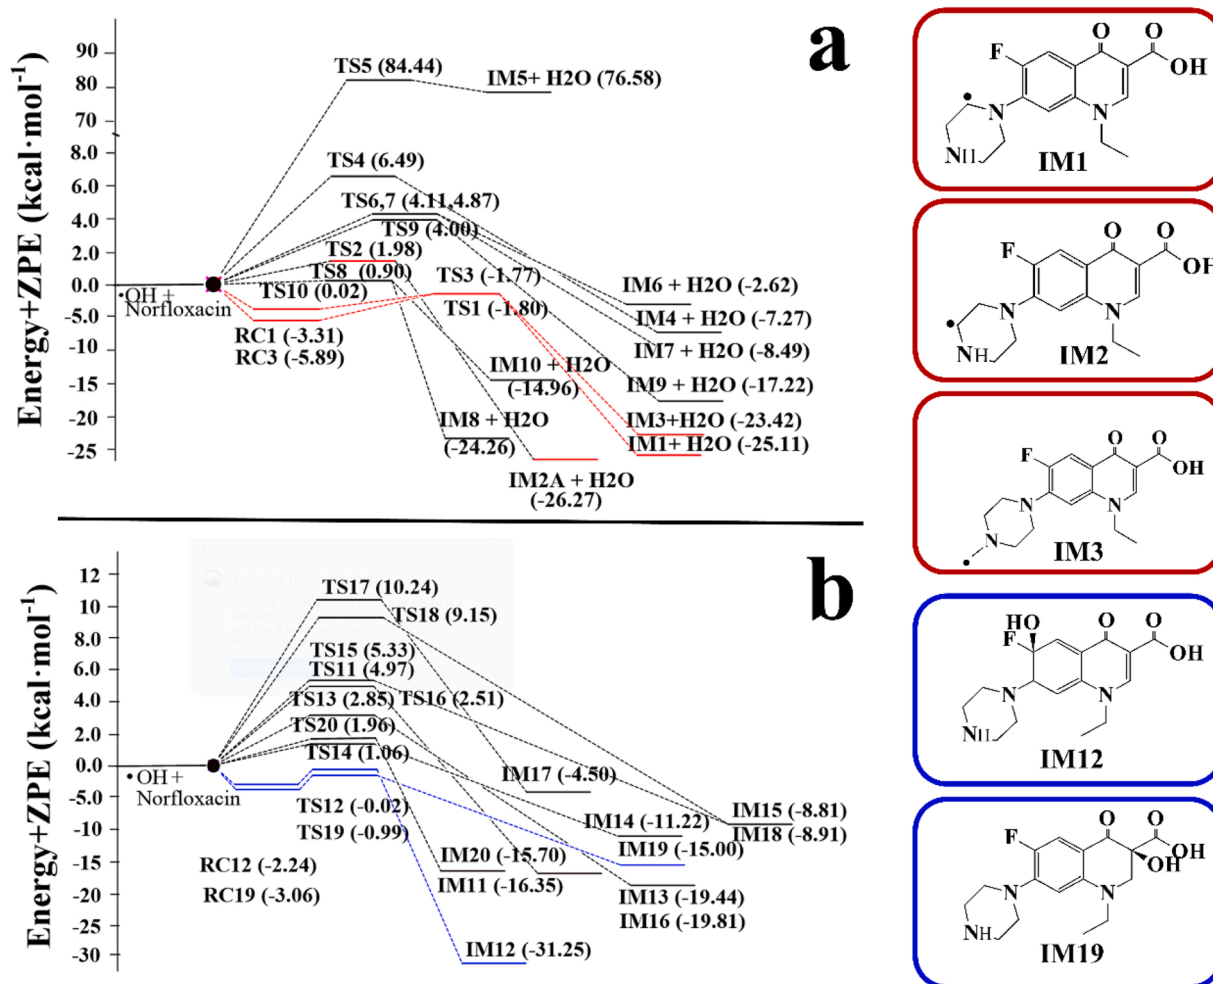 a
Energy+ZPE (kcal·mol-1)
90
80
70
8.0
6.0
4.0
2.0
0.0
-5.0
-10
-15
-20
-25
TS5 (84.44)
IM5+ H2O (76.58)
TS4 (6.49)
TS6,7 (4.11,4.87)
TS9 (4.00)
TS2 (1.98)
TS8 (0.90)
TS3 (-1.77)
TS10 (0.02)
TS1 (-1.80)
•OH +
Norfloxacin
RC1 (-3.31)
RC3 (-5.89)
IM6 + H2O (-2.62)
IM4 + H2O (-7.27)
IM7 + H2O (-8.49)
IM10 + H2O
(-14.96)
IM9 + H2O (-17.22)
IM8 + H2O
(-24.26)
IM3+H2O (-23.42)
IM1+ H2O (-25.11)
IM2A + H2O
(-26.27)
b
Energy+ZPE (kcal·mol-1)
12
10
8.0
6.0
4.0
2.0
0.0
-5.0
-10
-15
-20
-25
-30
TS17 (10.24)
TS18 (9.15)
TS15 (5.33)
TS11 (4.97)
TS13 (2.85)
TS16 (2.51)
TS20 (1.96)
TS14 (1.06)
•OH +
Norfloxacin
TS12 (-0.02)
TS19 (-0.99)
RC12 (-2.24)
RC19 (-3.06)
IM17 (-4.50)
IM15 (-8.81)
IM18 (-8.91)
IM14 (-11.22)
IM19 (-15.00)
IM20 (-15.70)
IM11 (-16.35)
IM13 (-19.44)
IM16 (-19.81)
IM12 (-31.25)
O O
F
OH
N N
NH
IM1
O O
F
OH
N N
NH
IM2
O O
F
OH
N N
N
IM3
HO O O
F
OH
N N
NH
IM12
O O
F
OH
OH
N N
NH
IM19